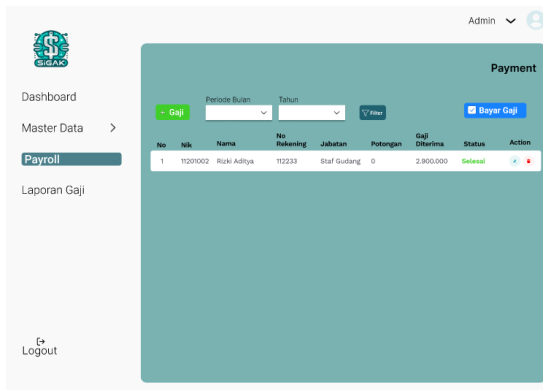 Admin
SiGAK
Payment
Dashboard
Master Data
Payroll
Laporan Gaji
Logout
Periode Bulan
Tahun
← Gaji
Filter
Bayar Gaji
No Nik Nama No Rekening Jabatan Potongan Gaji Diterima Status Action
1 11201002 Rizki Aditya 112233 Staf Gudang 0 2.900.000 Selesai